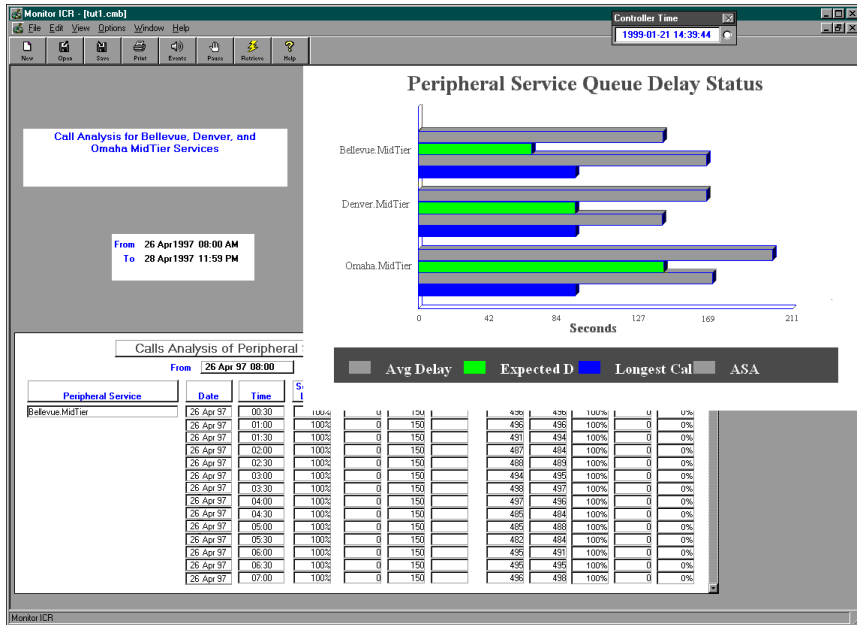 Monitor ICR - [tut1.cmb]
File Edit View Options Window Help
Controller Time
1999-01-21 14:39:44
New Open Save Print Events Pause Retrieve Help
Call Analysis for Bellevue, Denver, and
Omaha MidTier Services
From 26 Apr 1997 08:00 AM
To 28 Apr 1997 11:59 PM
Peripheral Service Queue Delay Status
Bellevue.MidTier
Denver.MidTier
Omaha.MidTier
0 42 84 127 169 211
Seconds
Avg Delay Expected D Longest Cal ASA
Calls Analysis of Peripheral
From 26 Apr 97 08:00
Peripheral Service Date Time
Bellevue.MidTier 26 Apr 97 00:30 100% 0 150 496 496 100% 0 0%
26 Apr 97 01:00 100% 0 150 496 496 100% 0 0%
26 Apr 97 01:30 100% 0 150 491 494 100% 0 0%
26 Apr 97 02:00 100% 0 150 487 484 100% 0 0%
26 Apr 97 02:30 100% 0 150 488 489 100% 0 0%
26 Apr 97 03:00 100% 0 150 494 495 100% 0 0%
26 Apr 97 03:30 100% 0 150 498 497 100% 0 0%
26 Apr 97 04:00 100% 0 150 497 496 100% 0 0%
26 Apr 97 04:30 100% 0 150 485 484 100% 0 0%
26 Apr 97 05:00 100% 0 150 485 488 100% 0 0%
26 Apr 97 05:30 100% 0 150 482 484 100% 0 0%
26 Apr 97 06:00 100% 0 150 495 491 100% 0 0%
26 Apr 97 06:30 100% 0 150 495 495 100% 0 0%
26 Apr 97 07:00 100% 0 150 496 498 100% 0 0%
Monitor ICR